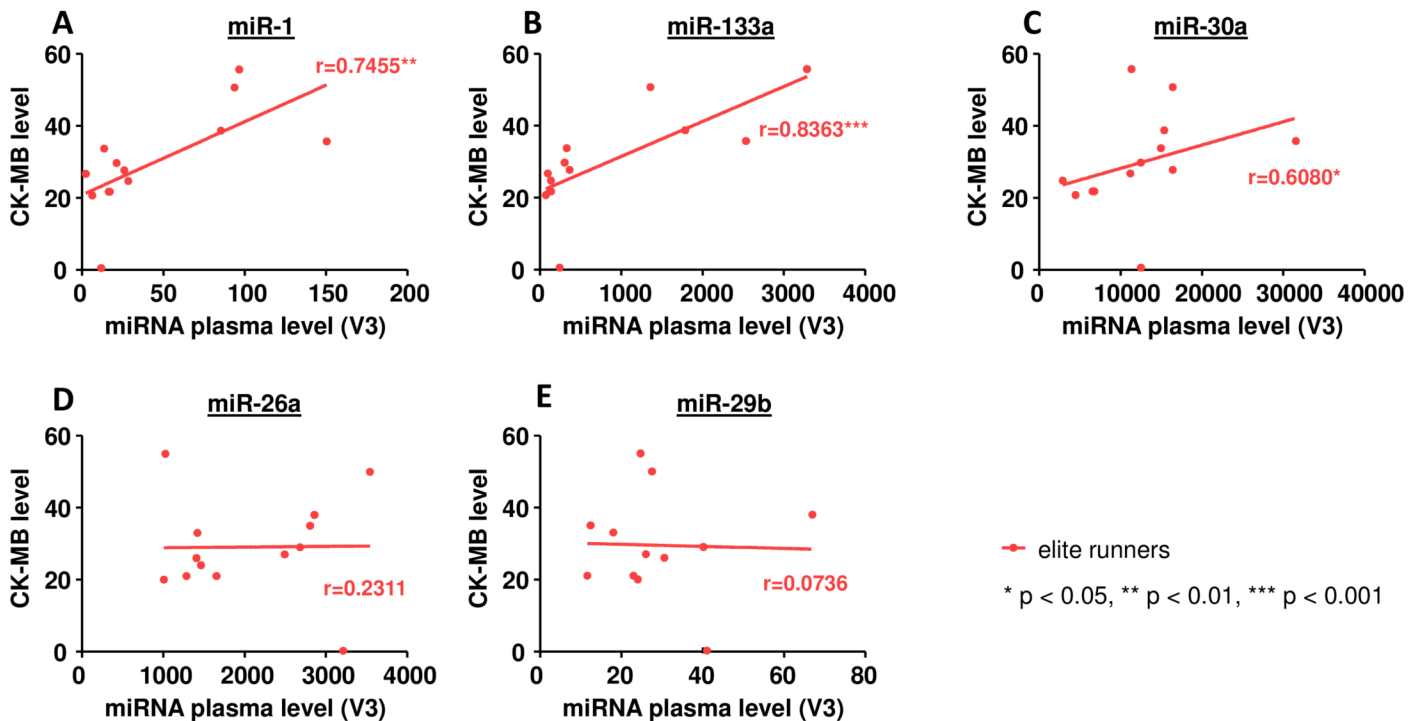 A
miR-1
60
40
20
0
CK-MB level
r=0.7455**
0 50 100 150 200
miRNA plasma level (V3)
B
miR-133a
60
40
20
0
CK-MB level
r=0.8363***
0 1000 2000 3000 4000
miRNA plasma level (V3)
C
miR-30a
60
40
20
0
CK-MB level
r=0.6080*
0 10000 20000 30000 40000
miRNA plasma level (V3)
D
miR-26a
60
40
20
0
CK-MB level
r=0.2311
0 1000 2000 3000 4000
miRNA plasma level (V3)
E
miR-29b
60
40
20
0
CK-MB level
r=0.0736
0 20 40 60 80
miRNA plasma level (V3)
elite runners
* p < 0.05, ** p < 0.01, *** p < 0.001